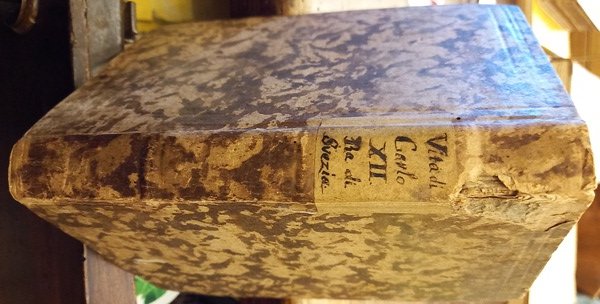 Vita di
Carlo
XII
Re di
Svezia